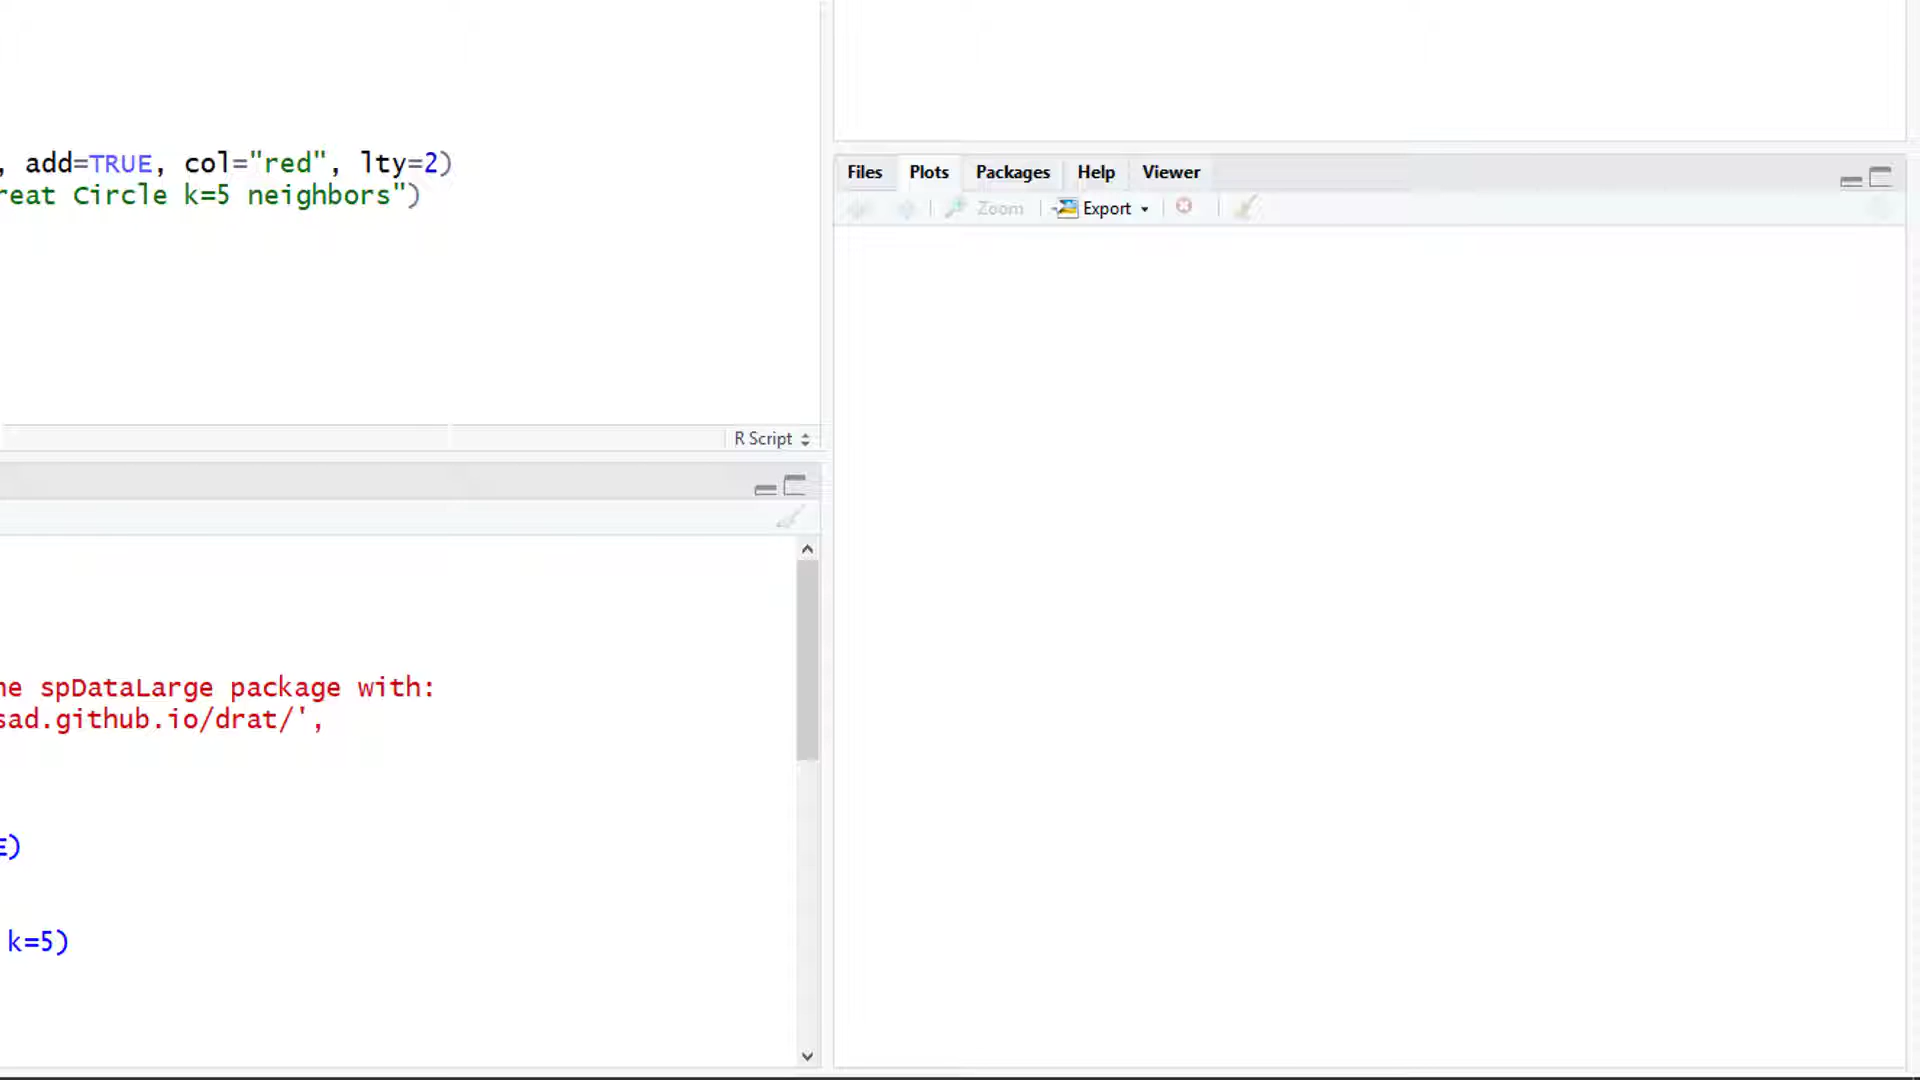 , add=TRUE, col="red", lty=2)
reat Circle k=5 neighbors")
R Script
he spDataLarge package with:
sad.github.io/drat/',
E)
k=5)
Files Plots Packages Help Viewer
Zoom Export